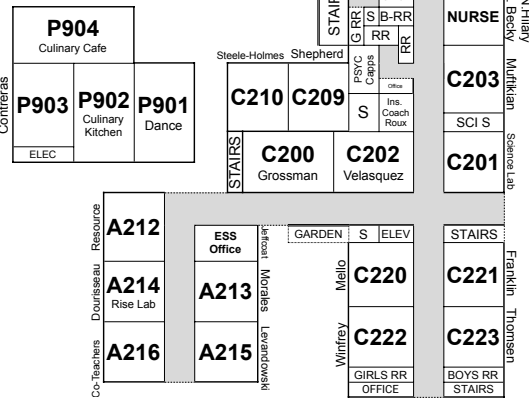 P904
Culinary Cafe
Contreras
P903
ELEC
P902
Culinary
Kitchen
P901
Dance
STAIR
G RR
S
B-RR
RR
RR
NURSE
Becky
N.Hilary
Steele-Holmes
Shepherd
C210
C209
PSYC
Capps
Office
S
Ins.
Coach
Roux
C203
Muftikian
SCI S
STAIRS
C200
Grossman
C202
Velasquez
C201
Science Lab
Resource
A212
ESS
Office
Jeffcoat
GARDEN
S
ELEV
STAIRS
Dourisseau
A214
Rise Lab
A213
Morales
Mello
C220
C221
Franklin
Co-Teachers
A216
A215
Levandowski
Winfrey
C222
C223
Thomsen
GIRLS RR
OFFICE
BOYS RR
STAIRS